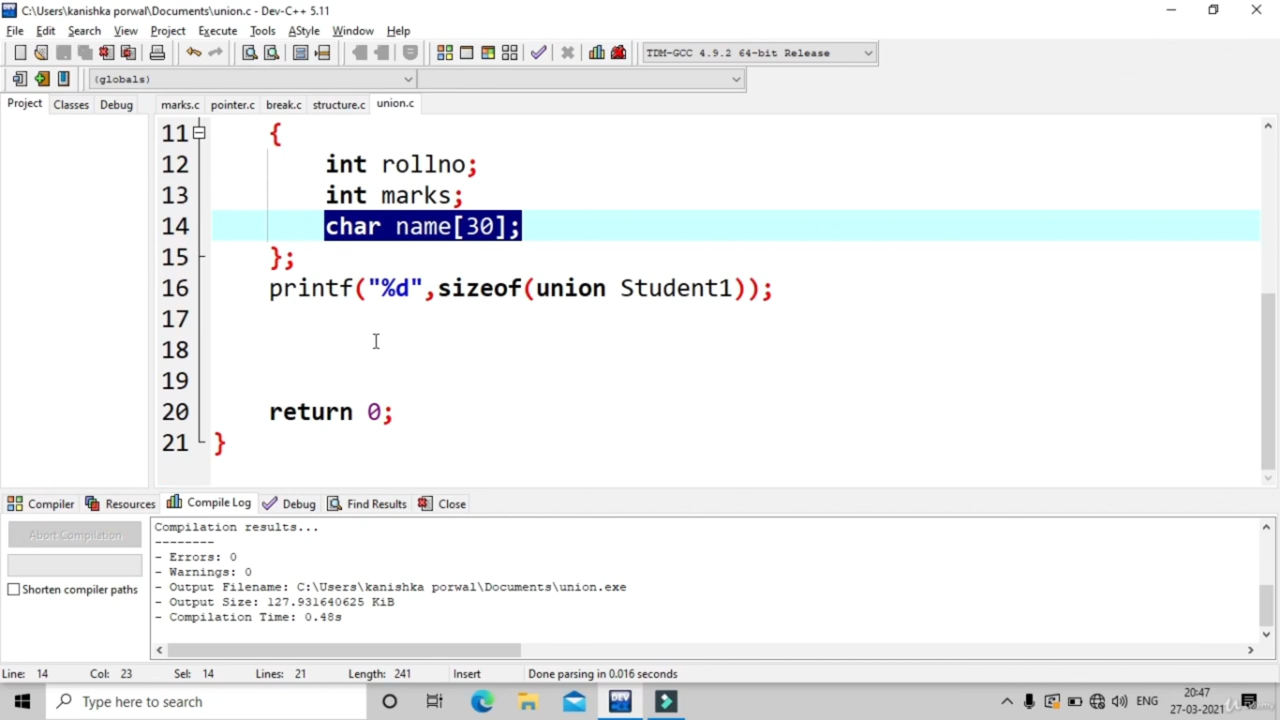 C:\Users\kanishka porwal\Documents\union.c - Dev-C++ 5.11
File Edit Search View Project Execute Tools AStyle Window Help
TDM-GCC 4.9.2 64-bit Release
(globals)
Project Classes Debug marks.c pointer.c break.c structure.c union.c
11 {
12 int rollno;
13 int marks;
14 char name[30];
15 };
16 printf("%d",sizeof(union Student1));
17
18
19
20 return 0;
21 }
Compiler Resources Compile Log Debug Find Results Close
Abort Compilation
Shorten compiler paths
Compilation results...
--------
- Errors: 0
- Warnings: 0
- Output Filename: C:\Users\kanishka porwal\Documents\union.exe
- Output Size: 127.931640625 KiB
- Compilation Time: 0.48s
Line: 14 Col: 23 Sel: 14 Lines: 21 Length: 241 Insert Done parsing in 0.016 seconds
Type here to search
DEV
ENG
20:47
27-03-2021
Udemy